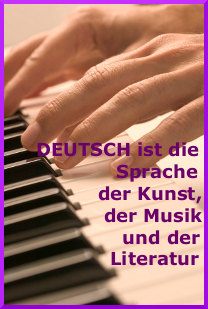 DEUTSCH ist die
Sprache
der Kunst,
der Musik
und der
Literatur